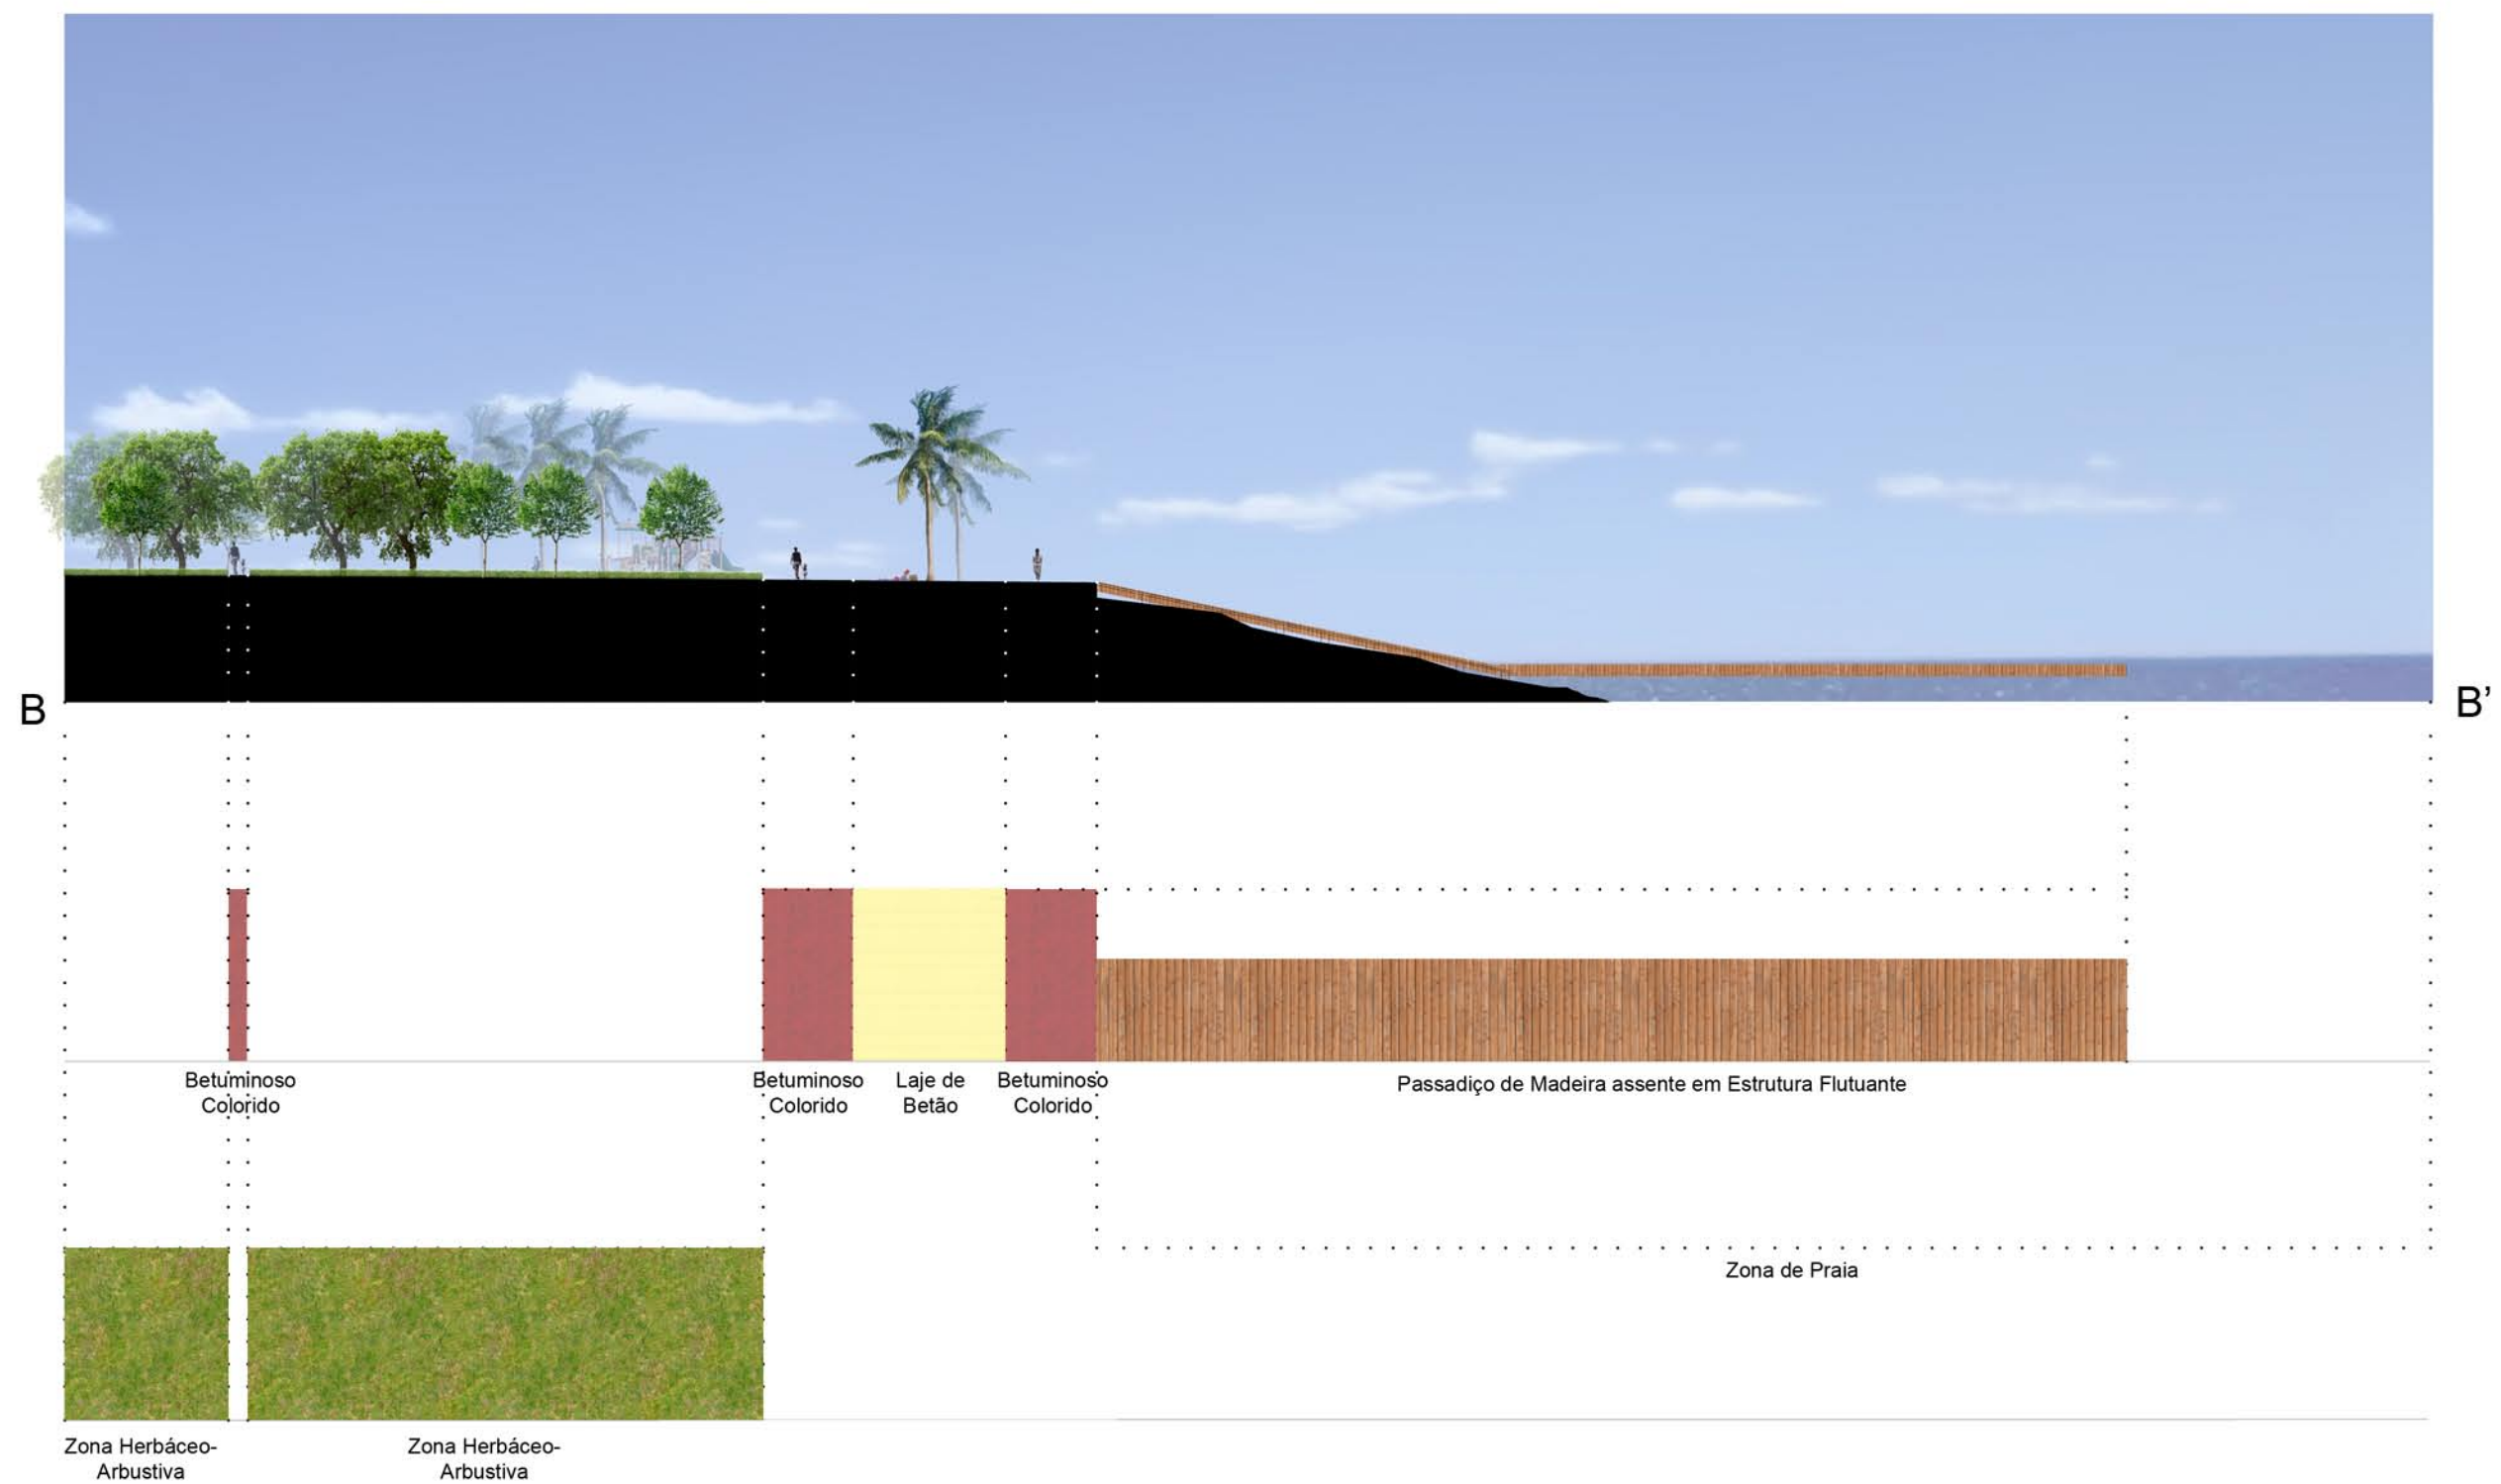 B
B’
Betuminoso
Colorido
Betuminoso
Colorido
Laje de
Betão
Betuminoso
Colorido
Passadiço de Madeira assente em Estrutura Flutuante
Zona de Praia
Zona Herbáceo-
Arbustiva
Zona Herbáceo-
Arbustiva